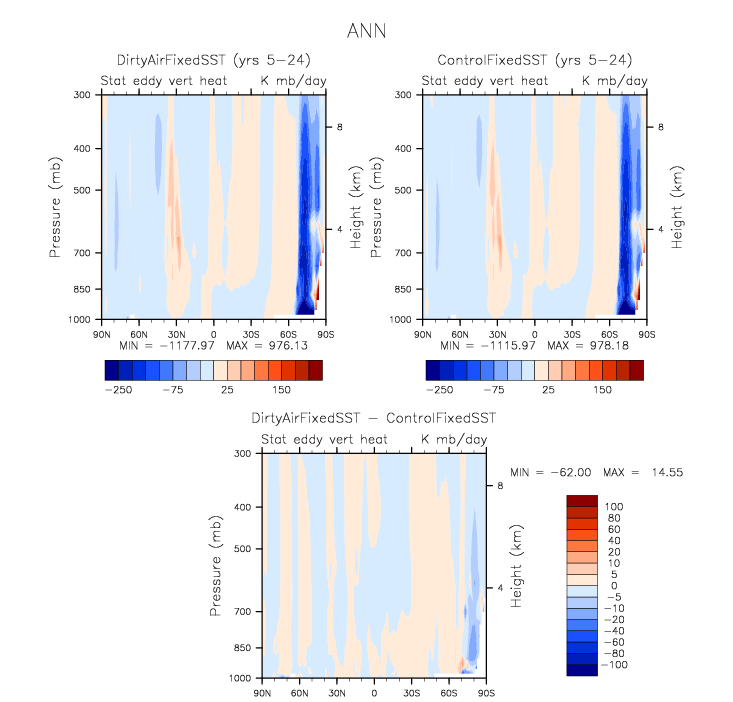 ANN
DirtyAirFixedSST (yrs 5-24)
Stat eddy vert heat K mb/day
300
400
500
700
850
1000
Pressure (mb)
8
4
Height (km)
90N 60N 30N 0 30S 60S 90S
MIN = -1177.97 MAX = 976.13
-250 -75 25 150
ControlFixedSST (yrs 5-24)
Stat eddy vert heat K mb/day
300
400
500
700
850
1000
Pressure (mb)
8
4
Height (km)
90N 60N 30N 0 30S 60S 90S
MIN = -1115.97 MAX = 978.18
-250 -75 25 150
DirtyAirFixedSST - ControlFixedSST
Stat eddy vert heat K mb/day
300
400
500
700
850
1000
Pressure (mb)
8
4
Height (km)
90N 60N 30N 0 30S 60S 90S
MIN = -62.00 MAX = 14.55
100
80
60
40
20
10
5
0
-5
-10
-20
-40
-60
-80
-100